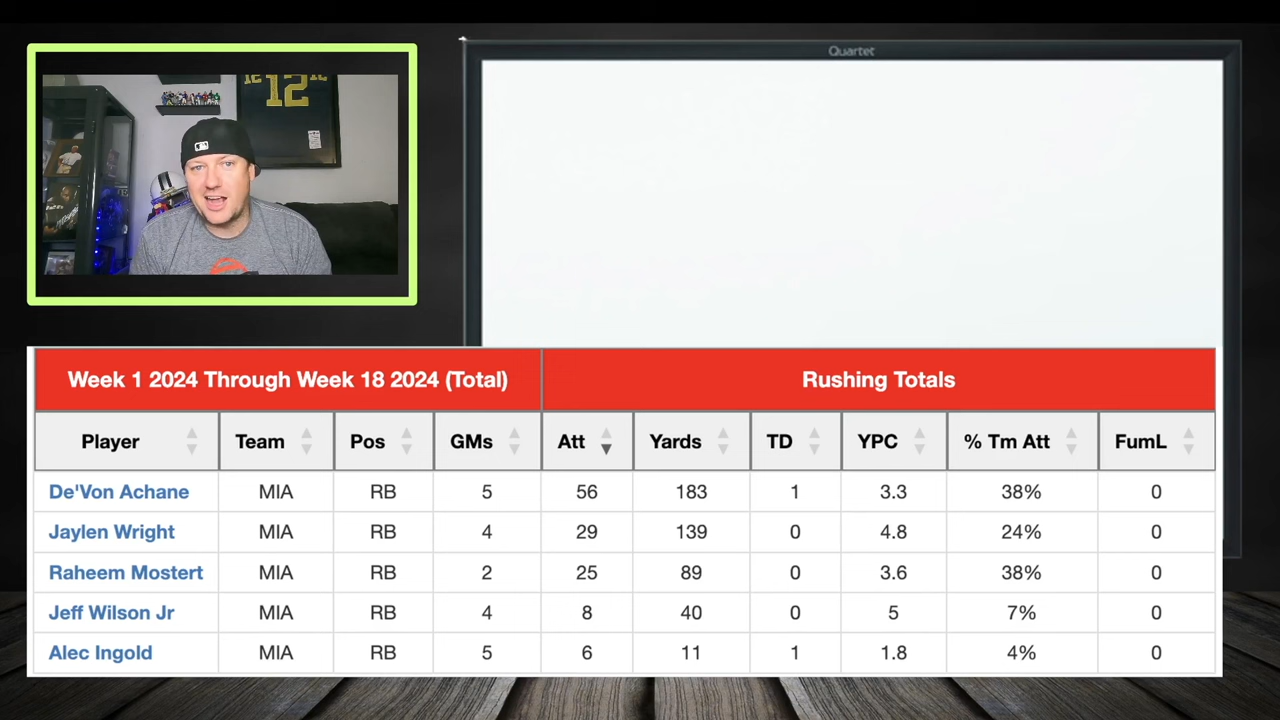 Quartet
12 12 12
Week 1 2024 Through Week 18 2024 (Total) Rushing Totals
Player Team Pos GMs Att Yards TD YPC % Tm Att FumL
De'Von Achane MIA RB 5 56 183 1 3.3 38% 0
Jaylen Wright MIA RB 4 29 139 0 4.8 24% 0
Raheem Mostert MIA RB 2 25 89 0 3.6 38% 0
Jeff Wilson Jr MIA RB 4 8 40 0 5 7% 0
Alec Ingold MIA RB 5 6 11 1 1.8 4% 0